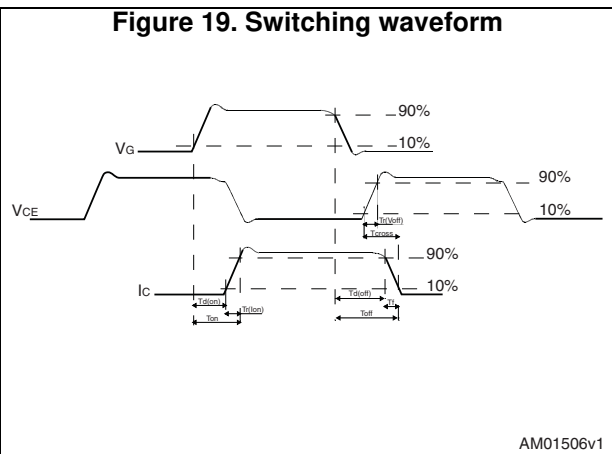 Figure 19. Switching waveform
90%
10%
VG
90%
VCE
10%
Tr(Voff)
Tcross
90%
IC
10%
Td(on)
Td(off)
Tf
Tr(Ion)
Ton
Toff
AM01506v1